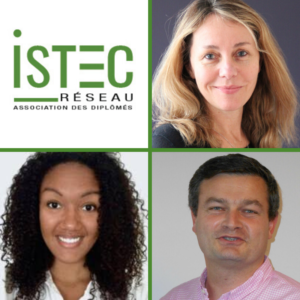 iSTEC
RÉSEAU
ASSOCIATION DES DIPLÔMÉS